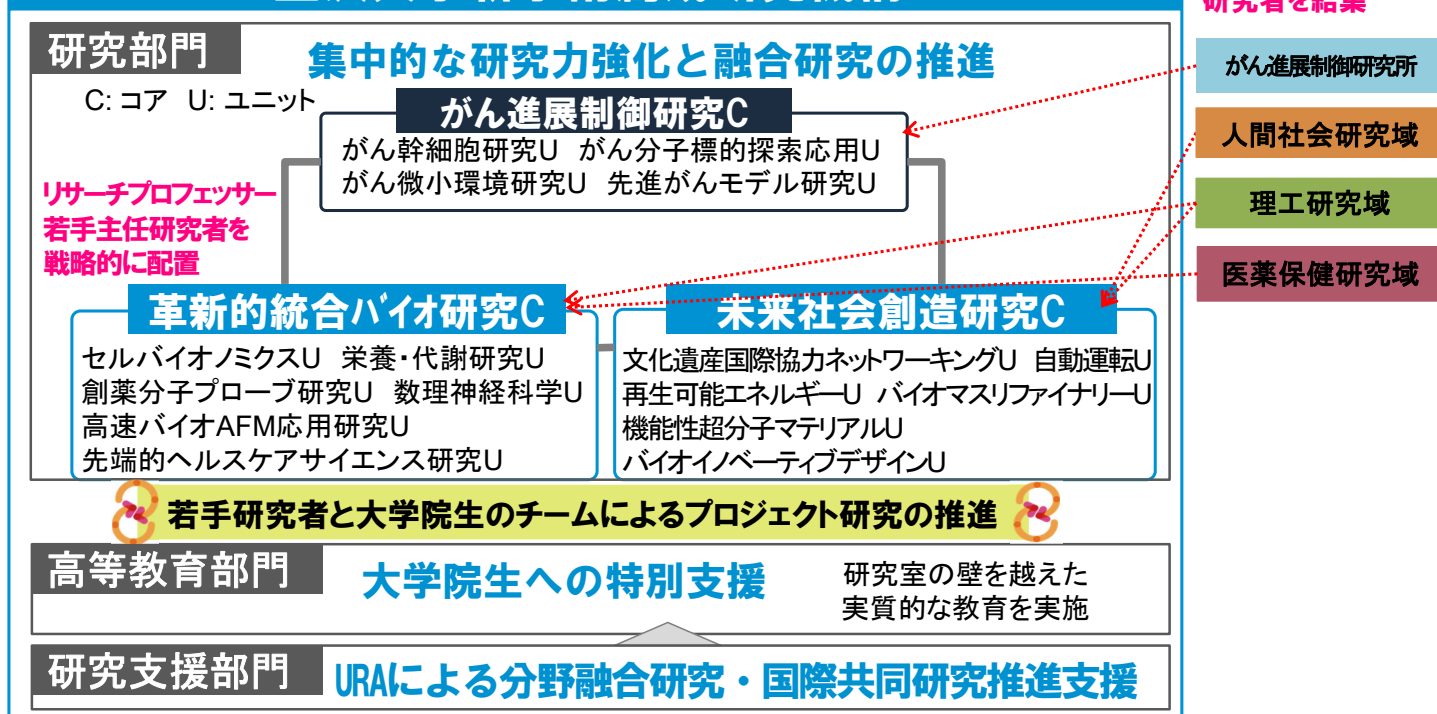 研究者を結集
研究部門
集中的な研究力強化と融合研究の推進
C: コア U: ユニット
がん進展制御研究C
がん幹細胞研究U がん分子標的探索応用U
がん微小環境研究U 先進がんモデル研究U
リサーチプロフェッサー
若手主任研究者を
戦略的に配置
革新的統合バイオ研究C
セルバイオノミクスU 栄養・代謝研究U
創薬分子プローブ研究U 数理神経科学U
高速バイオAFM応用研究U
先端的ヘルスケアサイエンス研究U
未来社会創造研究C
文化遺産国際協力ネットワーキングU 自動運転U
再生可能エネルギーU バイオマスリファイナリーU
機能性超分子マテリアルU
バイオイノベーティブデザインU
がん進展制御研究所
人間社会研究域
理工研究域
医薬保健研究域
若手研究者と大学院生のチームによるプロジェクト研究の推進
高等教育部門
大学院生への特別支援
研究室の壁を越えた
実質的な教育を実施
研究支援部門
URAによる分野融合研究・国際共同研究推進支援